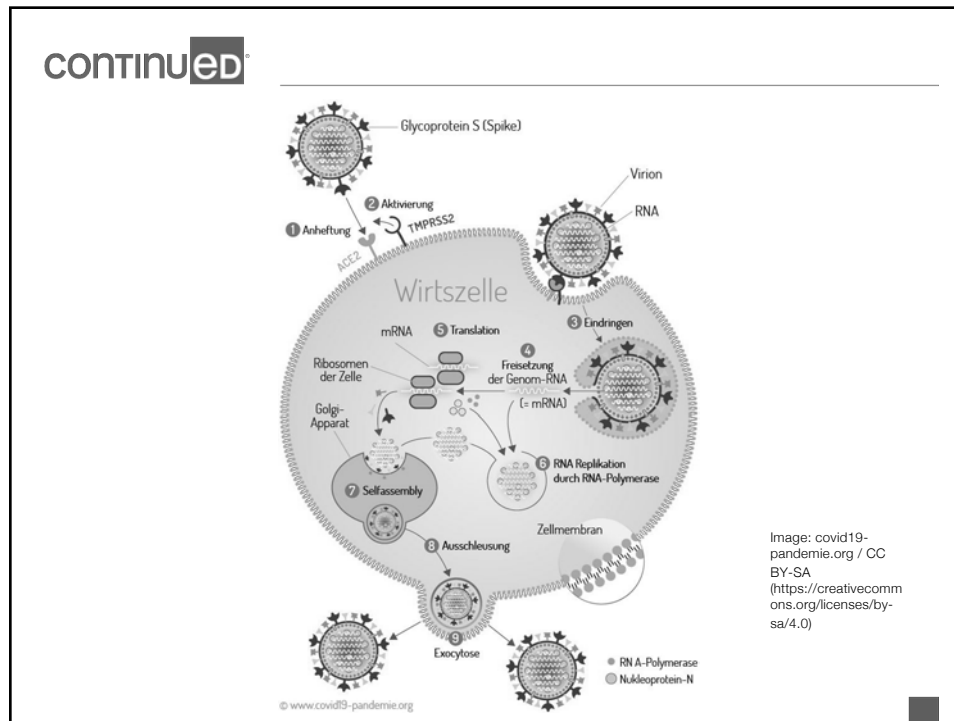 continued®
Glycoprotein S (Spike)
Virion
RNA
2 Aktivierung
TMPRSS2
1 Anheftung
ACE2
Wirtszelle
3 Eindringen
mRNA
5 Translation
4
Freisetzung
der Genom-RNA
(= mRNA)
Ribosomen
der Zelle
Golgi-
Apparat
6 RNA Replikation
durch RNA-Polymerase
7 Selfassembly
Zellmembran
8 Ausschleusung
9
Exocytose
RNA-Polymerase
Nukleoprotein-N
© www.covid19-pandemie.org
Image: covid19-
pandemie.org / CC
BY-SA
(https://creativecomm
ons.org/licenses/by-
sa/4.0)